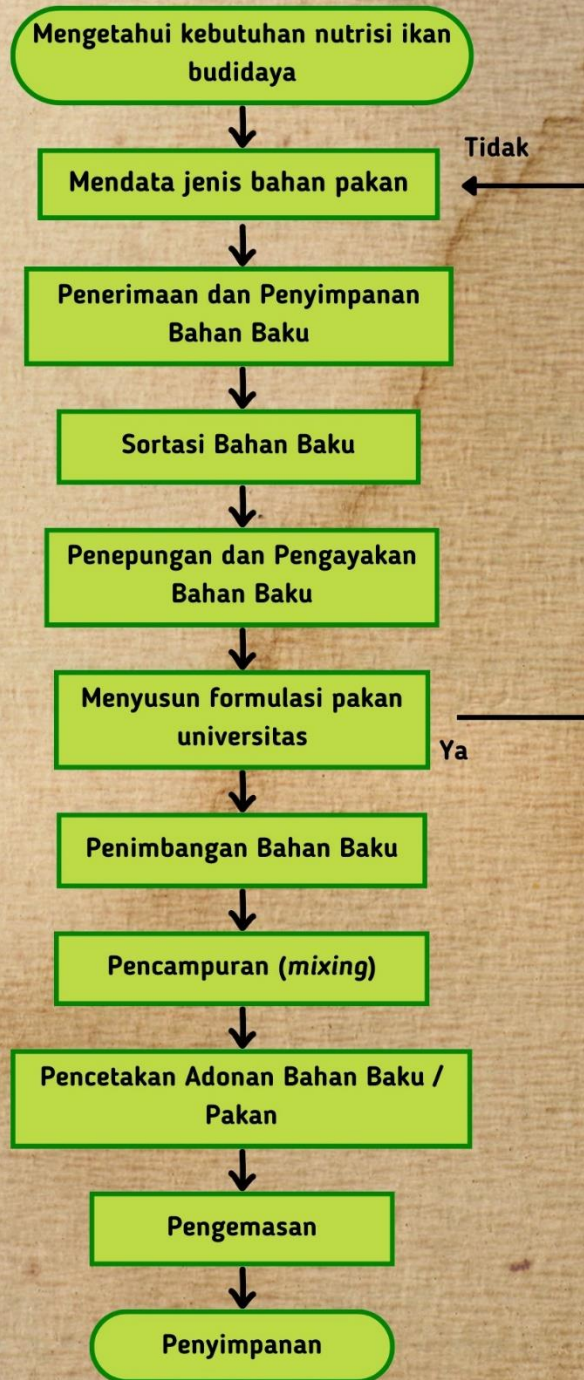 Mengetahui kebutuhan nutrisi ikan
budidaya
Tidak
Mendata jenis bahan pakan
Penerimaan dan Penyimpanan
Bahan Baku
Sortasi Bahan Baku
Penepungan dan Pengayakan
Bahan Baku
Menyusun formulasi pakan
universitas
Ya
Penimbangan Bahan Baku
Pencampuran (mixing)
Pencetakan Adonan Bahan Baku /
Pakan
Pengemasan
Penyimpanan